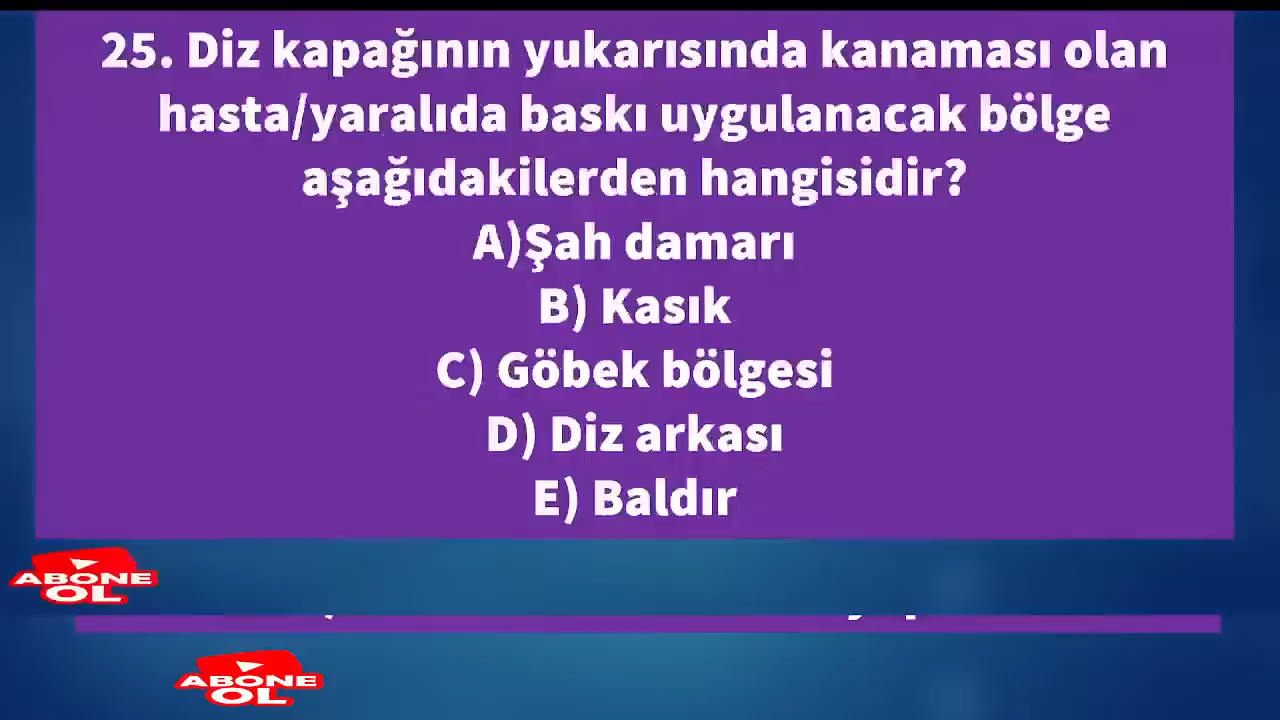 25. Diz kapağının yukarısında kanaması olan
hasta/yaralıda baskı uygulanacak bölge
aşağıdakilerden hangisidir?
A)Şah damarı
B) Kasık
C) Göbek bölgesi
D) Diz arkası
E) Baldır
ABONE
OL
ABONE
OL